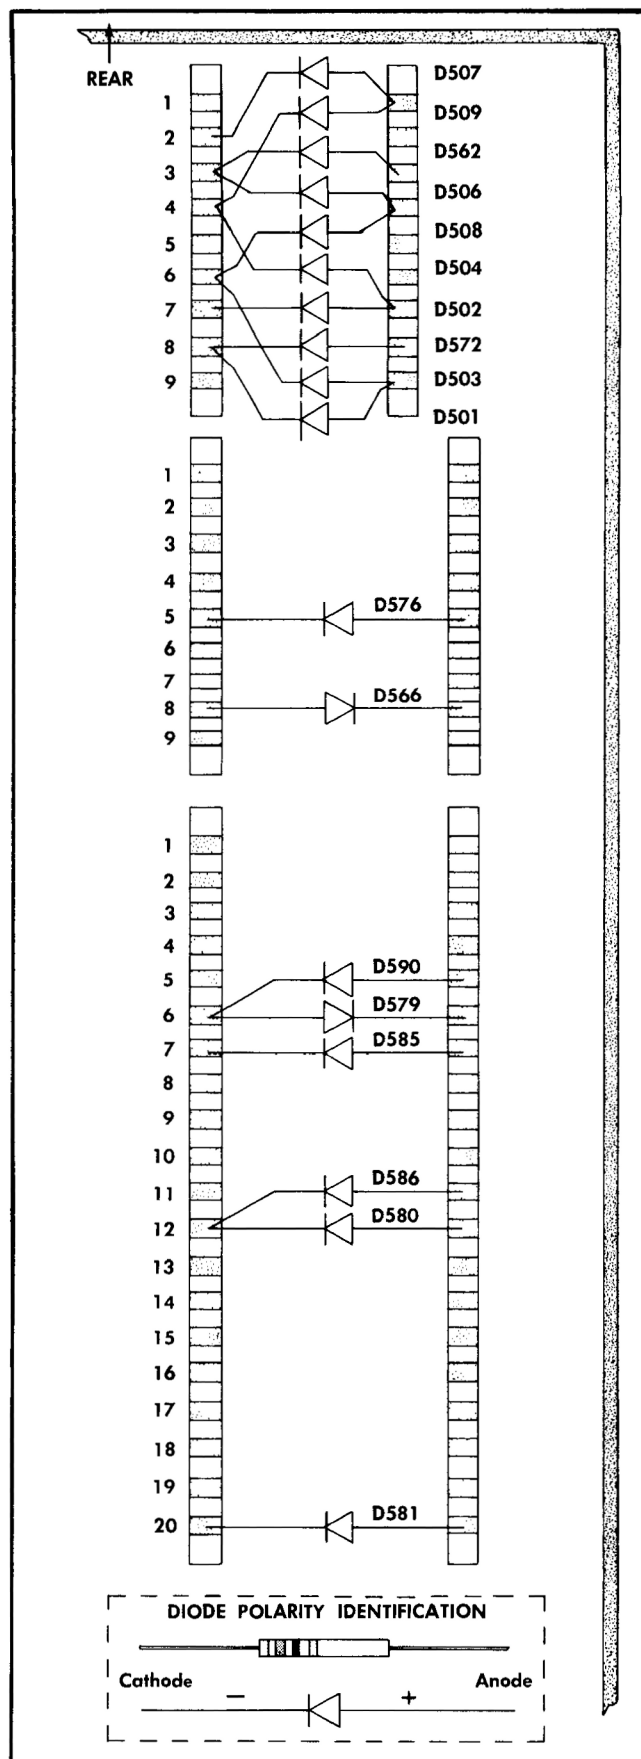 REAR
D507
1
D509
2
D562
3
D506
4
D508
5
D504
6
7
D502
8
D572
9
D503
D501
1
2
3
4
5
D576
6
7
8
D566
9
1
2
3
4
5
D590
6
D579
7
D585
8
9
10
11
D586
12
D580
13
14
15
16
17
18
19
20
D581
DIODE POLARITY IDENTIFICATION
Cathode
Anode
− +